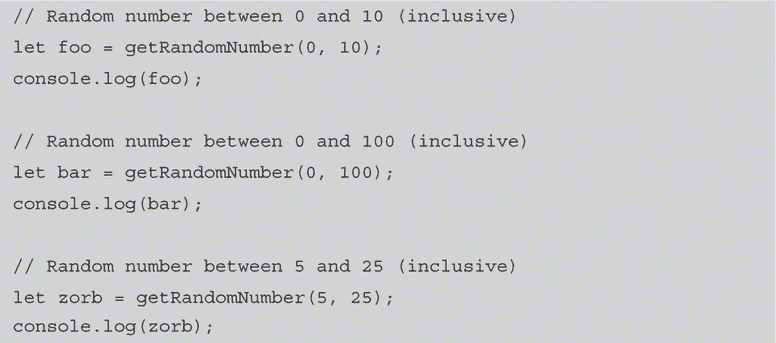 // Random number between 0 and 10 (inclusive)
let foo = getRandomNumber(0, 10);
console.log(foo);
// Random number between 0 and 100 (inclusive)
let bar = getRandomNumber(0, 100);
console.log(bar);
// Random number between 5 and 25 (inclusive)
let zorb = getRandomNumber(5, 25);
console.log(zorb);